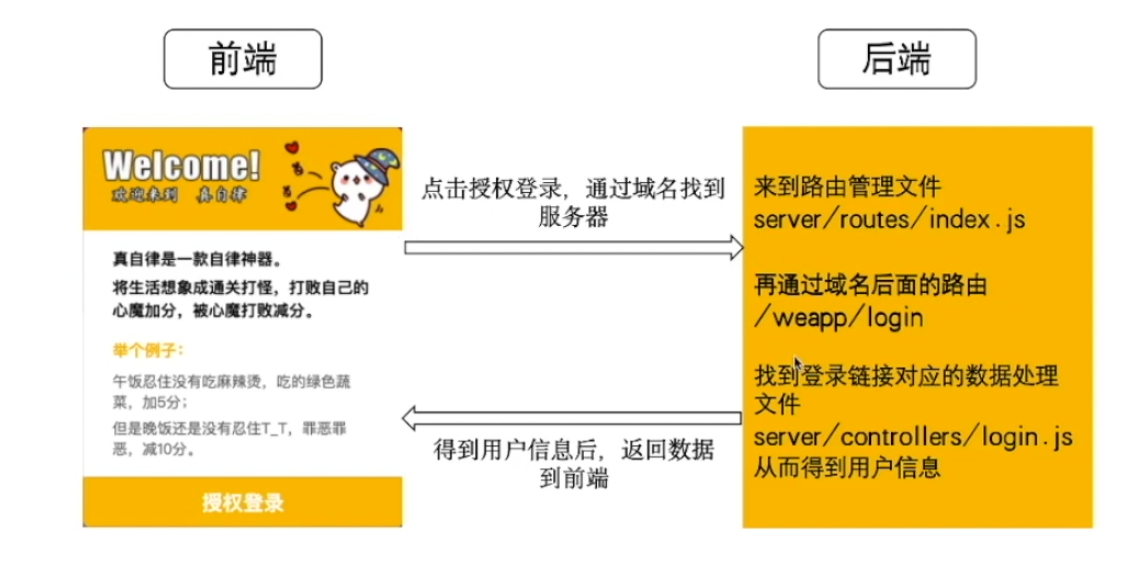 前端
后端
Welcome!
欢迎来到 真自律
真自律是一款自律神器。
将生活想象成通关打怪，打败自己的
心魔加分，被心魔打败减分。
举个例子：
午饭忍住没有吃麻辣烫，吃的绿色蔬
菜，加5分；
但是晚饭还是没有忍住T_T，罪恶罪
恶，减10分。
授权登录
点击授权登录，通过域名找到
服务器
得到用户信息后，返回数据
到前端
来到路由管理文件
server/routes/index.js
再通过域名后面的路由
/weapp/login
找到登录链接对应的数据处理
文件
server/controllers/login.js
从而得到用户信息